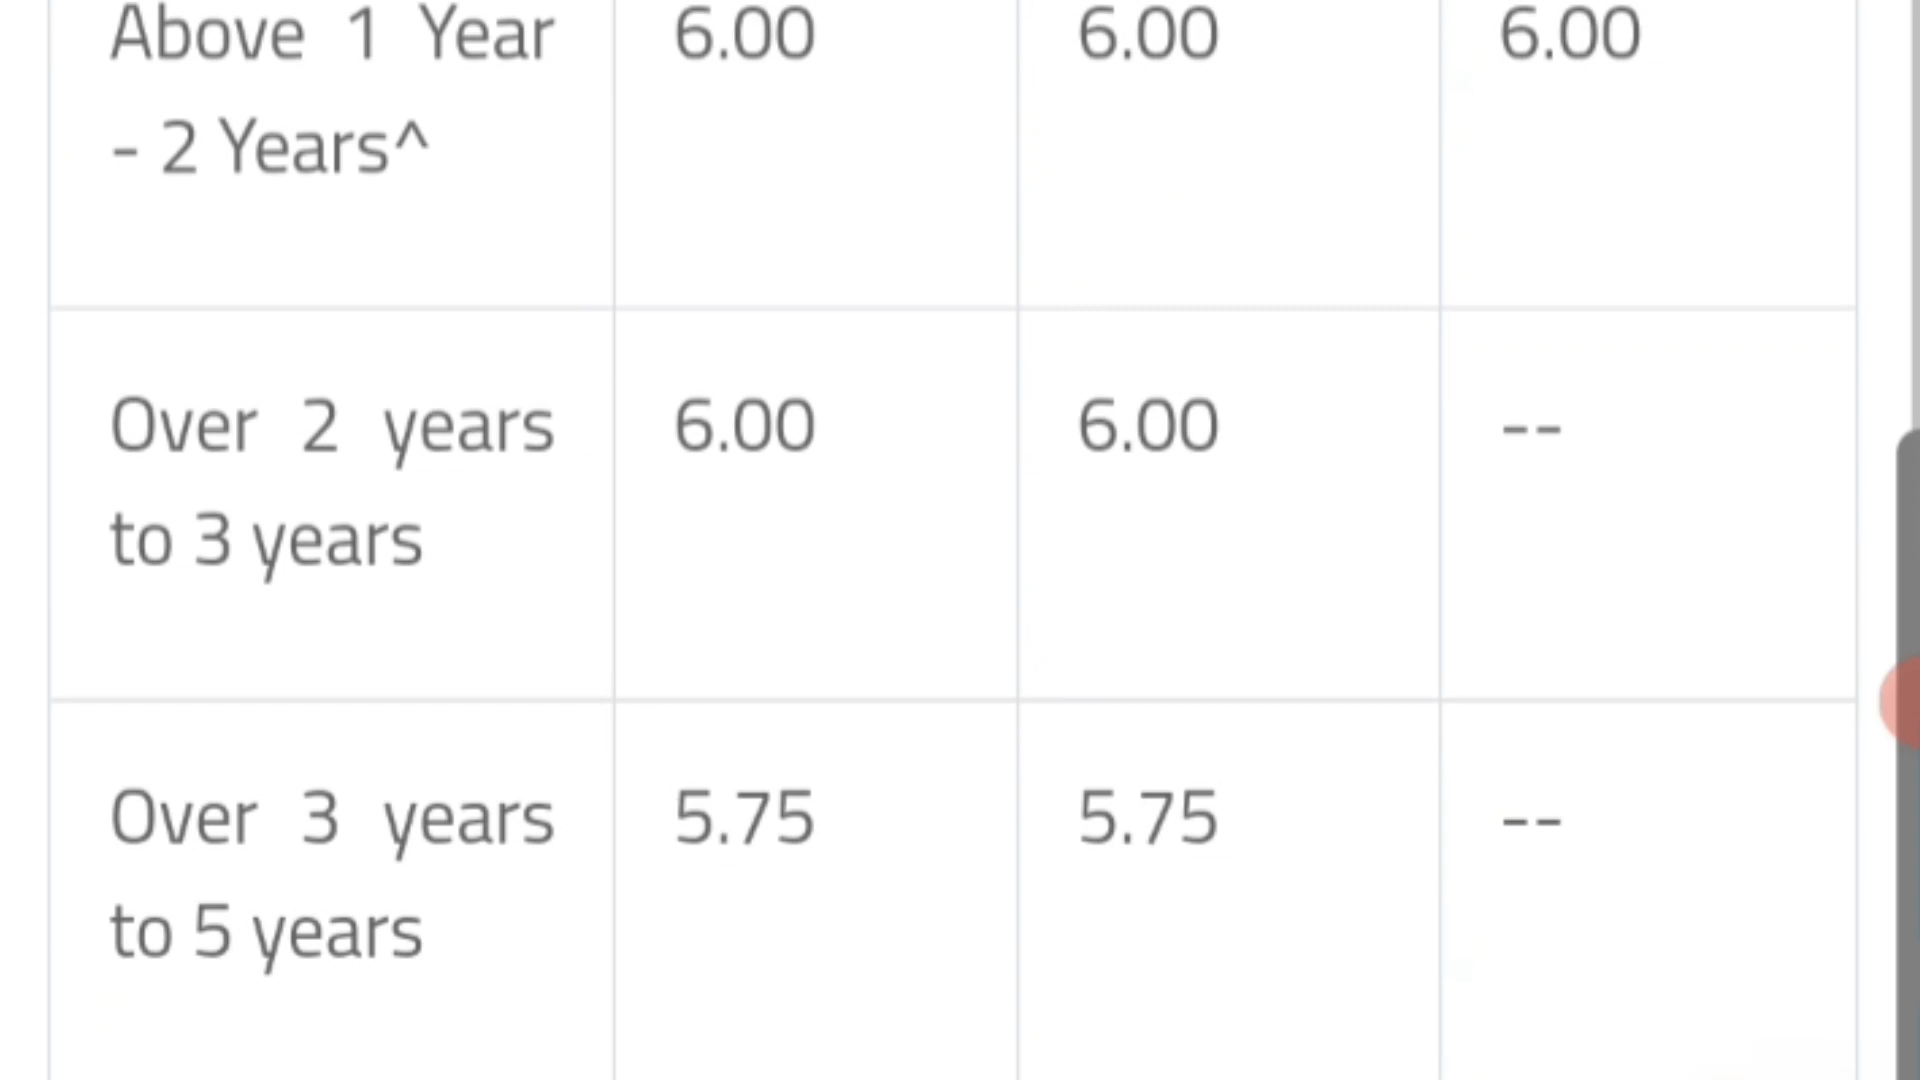 Above 1 Year 6.00 6.00 6.00
- 2 Years^
Over 2 years 6.00 6.00 --
to 3 years
Over 3 years 5.75 5.75 --
to 5 years